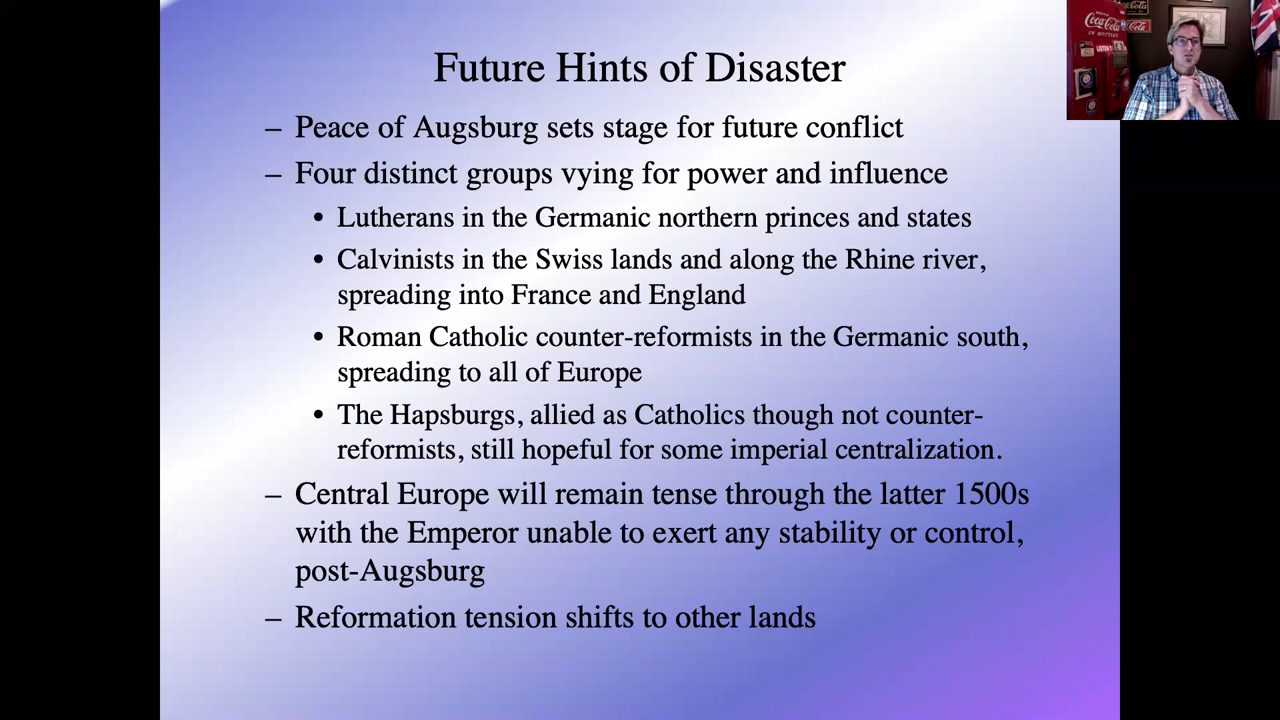 Future Hints of Disaster
– Peace of Augsburg sets stage for future conflict
– Four distinct groups vying for power and influence
• Lutherans in the Germanic northern princes and states
• Calvinists in the Swiss lands and along the Rhine river,
spreading into France and England
• Roman Catholic counter-reformists in the Germanic south,
spreading to all of Europe
• The Hapsburgs, allied as Catholics though not counter-
reformists, still hopeful for some imperial centralization.
– Central Europe will remain tense through the latter 1500s
with the Emperor unable to exert any stability or control,
post-Augsburg
– Reformation tension shifts to other lands
Coca-Cola
IN BOTTLES